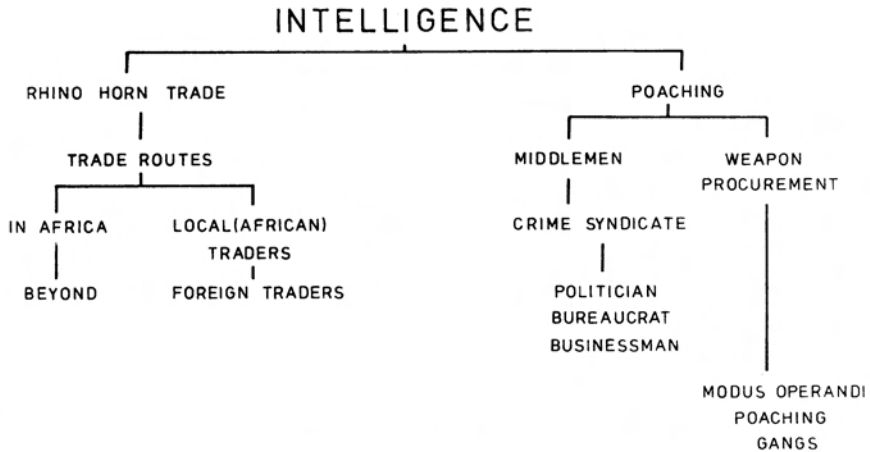 INTELLIGENCE
RHINO HORN TRADE
POACHING
TRADE ROUTES
MIDDLEMEN
WEAPON
PROCUREMENT
IN AFRICA
LOCAL(AFRICAN)
TRADERS
CRIME SYNDICATE
BEYOND
FOREIGN TRADERS
POLITICIAN
BUREAUCRAT
BUSINESSMAN
MODUS OPERANDI
POACHING
GANGS